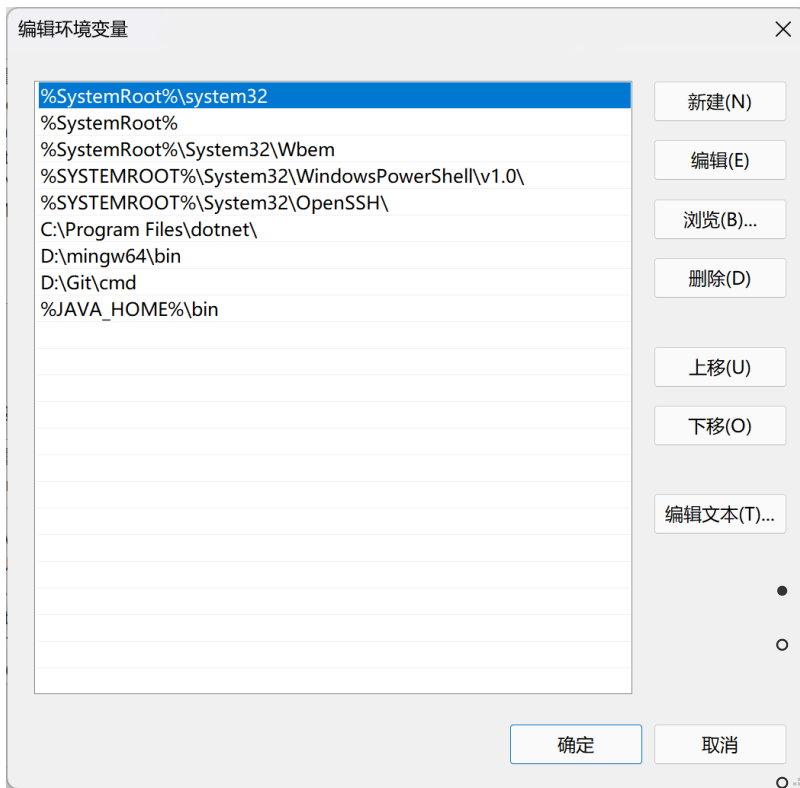 编辑环境变量
%SystemRoot%\system32
%SystemRoot%
%SystemRoot%\System32\Wbem
%SYSTEMROOT%\System32\WindowsPowerShell\v1.0\
%SYSTEMROOT%\System32\OpenSSH\
C:\Program Files\dotnet\
D:\mingw64\bin
D:\Git\cmd
%JAVA_HOME%\bin
新建(N)
编辑(E)
浏览(B)...
删除(D)
上移(U)
下移(O)
编辑文本(T)...
确定
取消